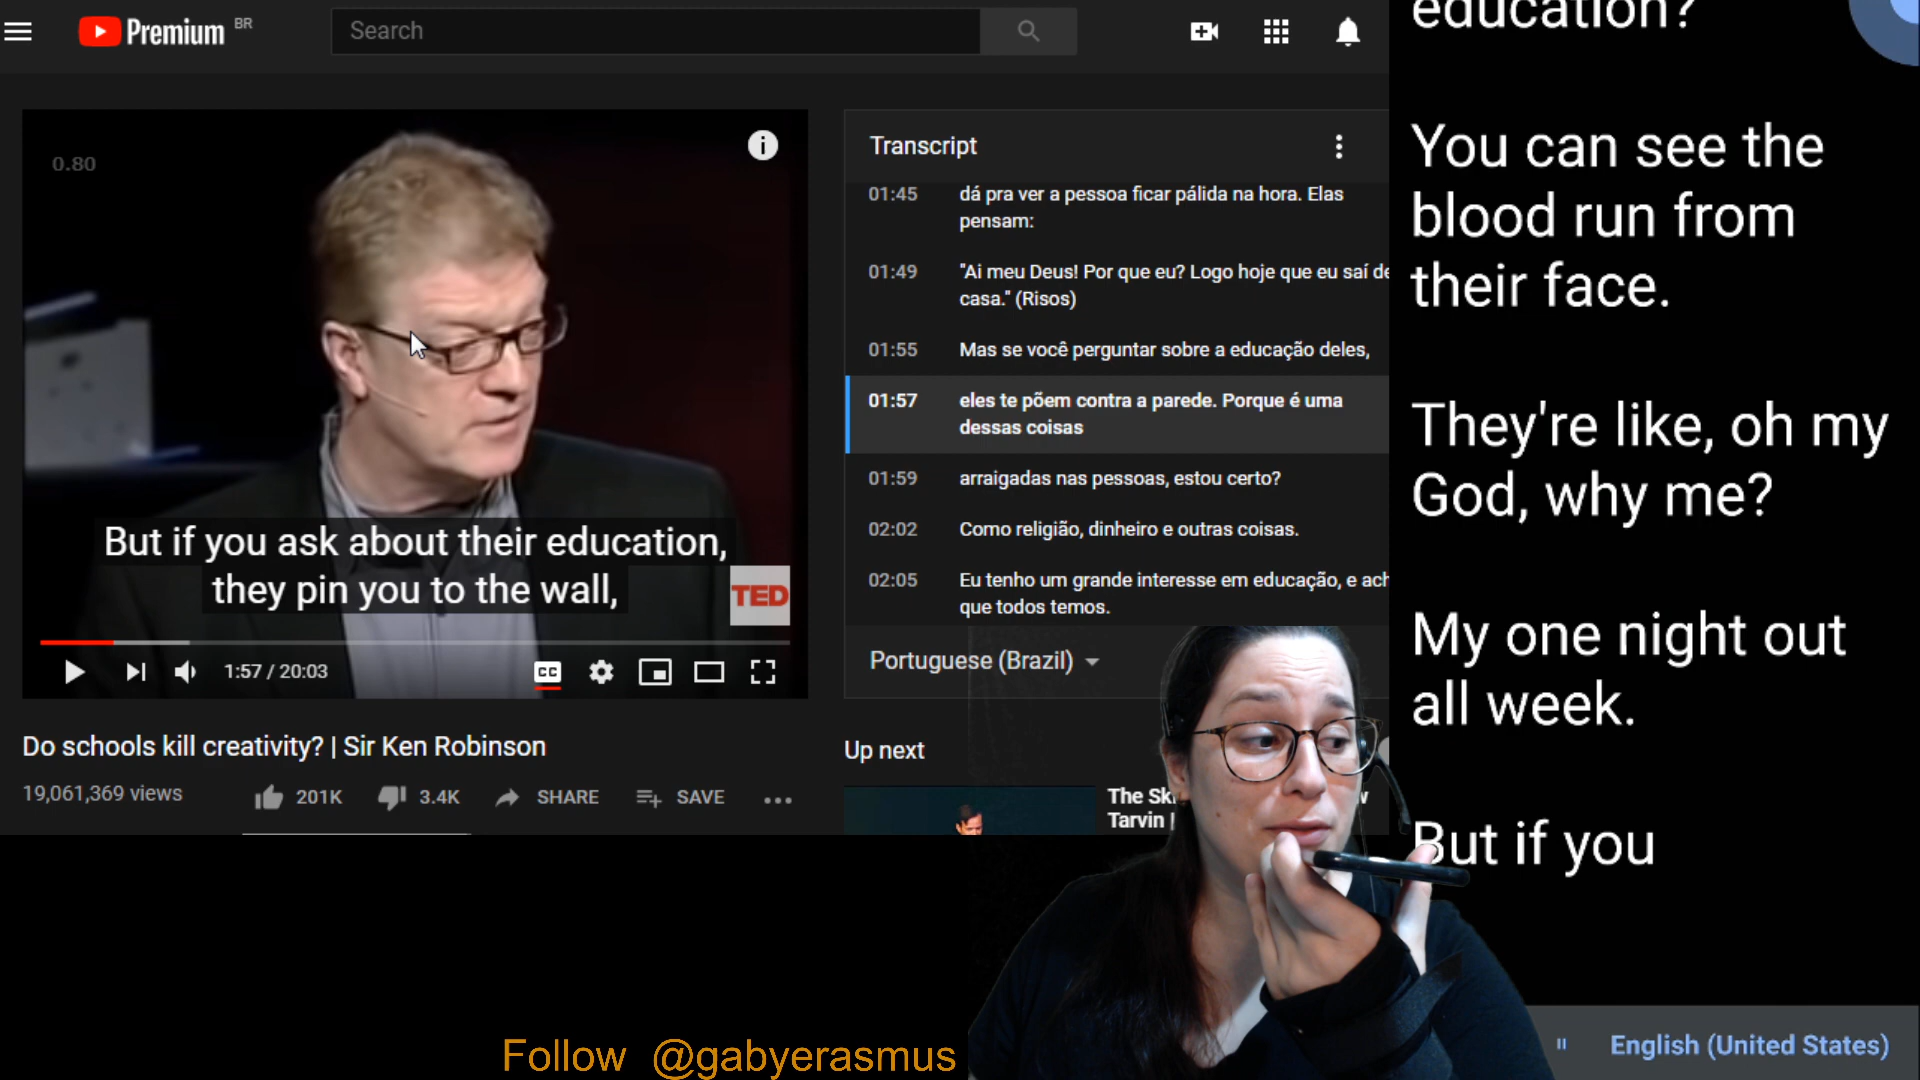 Premium BR
Search
0.80
But if you ask about their education,
they pin you to the wall,
TED
1:57 / 20:03
CC
Do schools kill creativity? | Sir Ken Robinson
19,061,369 views
201K
3.4K
SHARE
SAVE
Transcript
01:45 dá pra ver a pessoa ficar pálida na hora. Elas
pensam:
01:49 "Ai meu Deus! Por que eu? Logo hoje que eu saí de
casa." (Risos)
01:55 Mas se você perguntar sobre a educação deles,
01:57 eles te põem contra a parede. Porque é uma
dessas coisas
01:59 arraigadas nas pessoas, estou certo?
02:02 Como religião, dinheiro e outras coisas.
02:05 Eu tenho um grande interesse em educação, e ach
que todos temos.
Portuguese (Brazil)
Up next
The
Tarvin |
education?
You can see the
blood run from
their face.
They're like, oh my
God, why me?
My one night out
all week.
But if you
English (United States)
Follow @gabyerasmus